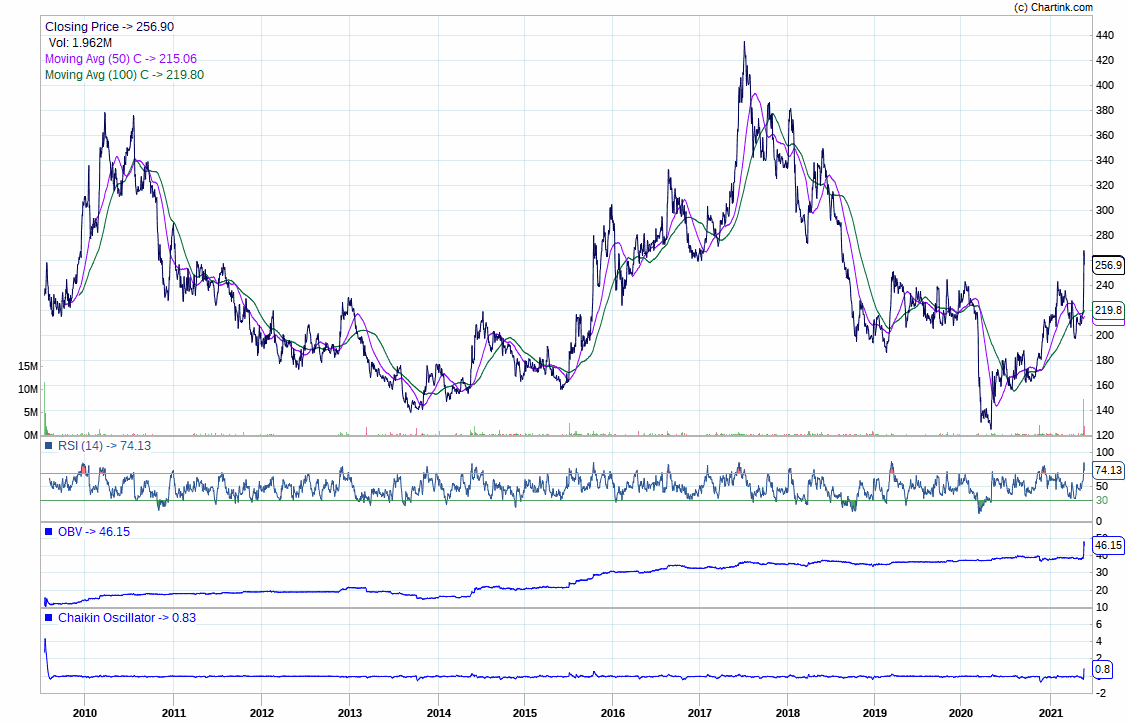 (c) Chartink.com
Closing Price -> 256.90
Vol: 1.962M
Moving Avg (50) C -> 215.06
Moving Avg (100) C -> 219.80
440
420
400
380
360
340
320
300
280
256.9
240
219.8
200
180
160
140
120
15M
10M
5M
0M
RSI (14) -> 74.13
100
74.13
50
30
0
OBV -> 46.15
46.15
30
20
10
Chaikin Oscillator -> 0.83
6
4
2
0.8
-2
2010 2011 2012 2013 2014 2015 2016 2017 2018 2019 2020 2021